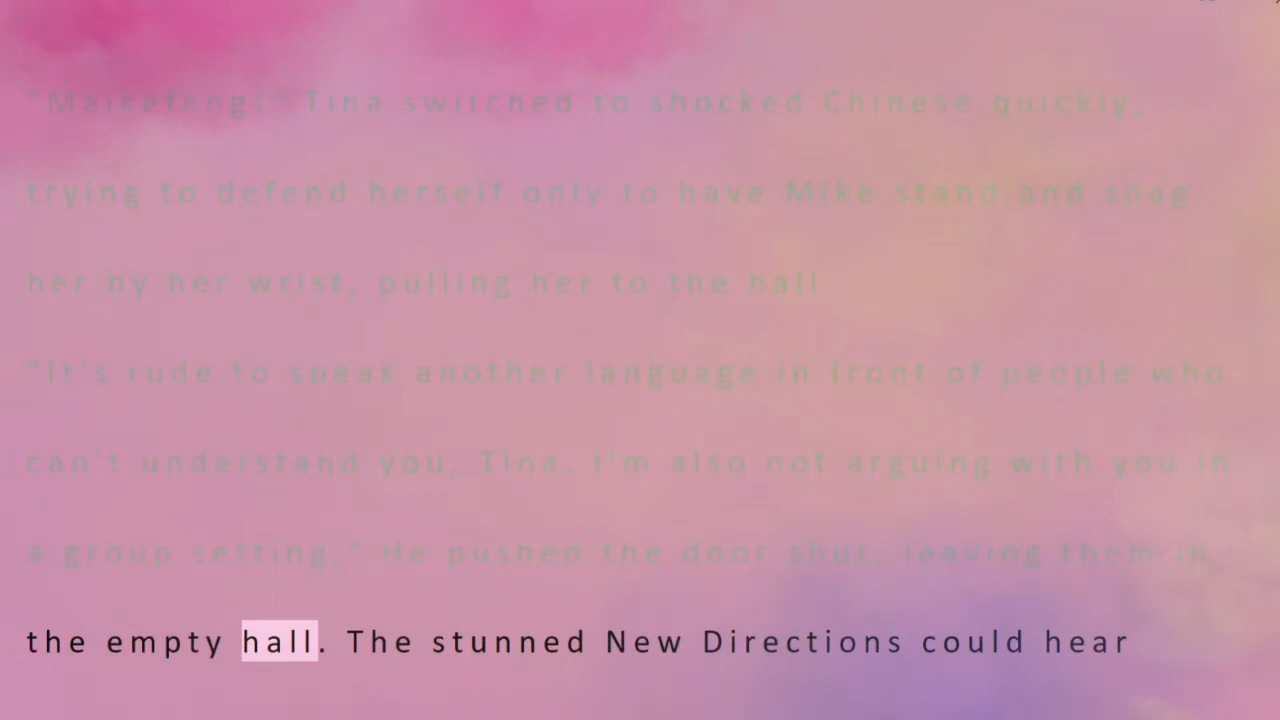 "Maikefeng!" Tina switched to shocked Chinese quickly,
trying to defend herself only to have Mike stand and snag
her by her wrist, pulling her to the hall
"It's rude to speak another language in front of people who
can't understand you, Tina. I'm also not arguing with you in
a group setting." He pushed the door shut, leaving them in
the empty hall. The stunned New Directions could hear